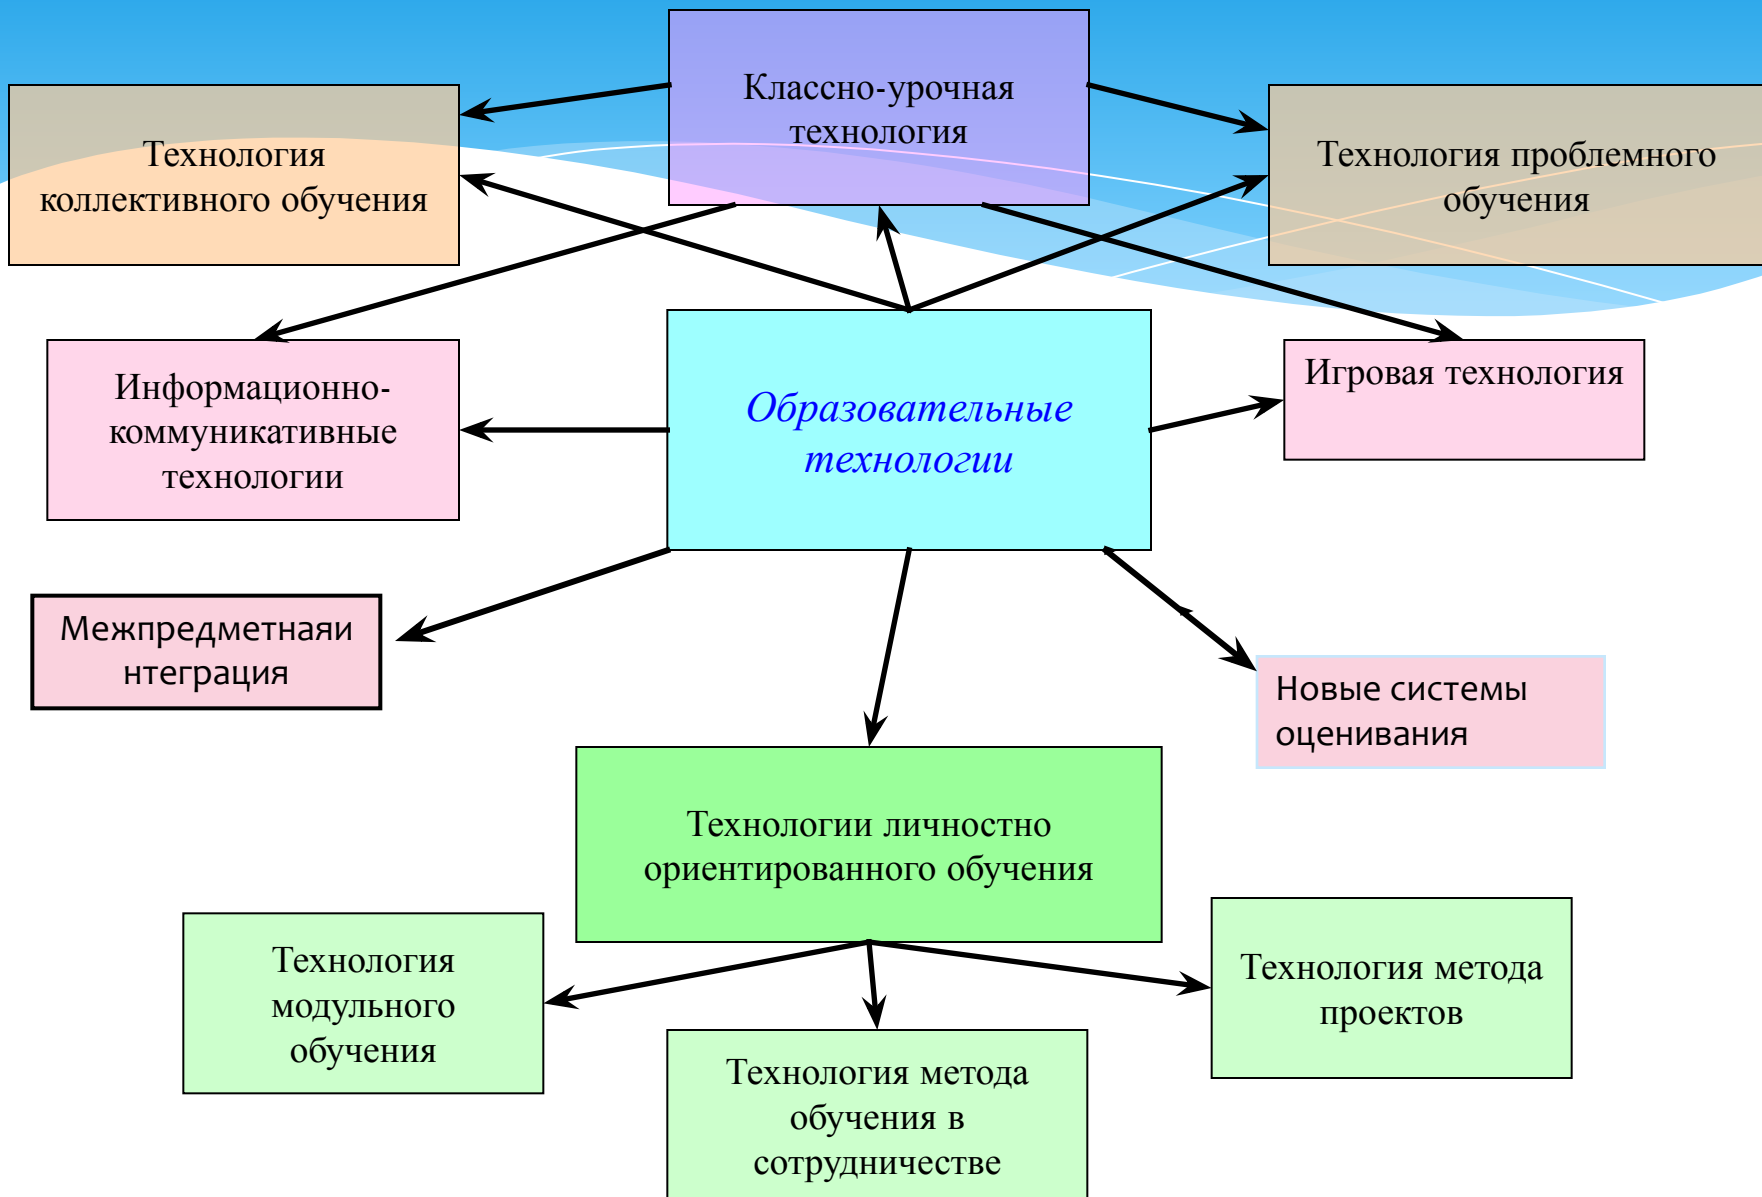 Классно-урочная
технология
Технология
коллективного обучения
Технология проблемного
обучения
Информационно-
коммуникативные
технологии
Образовательные
технологии
Игровая технология
Межпредметнаяи
нтеграция
Новые системы
оценивания
Технологии личностно
ориентированного обучения
Технология
модульного
обучения
Технология метода
обучения в
сотрудничестве
Технология метода
проектов